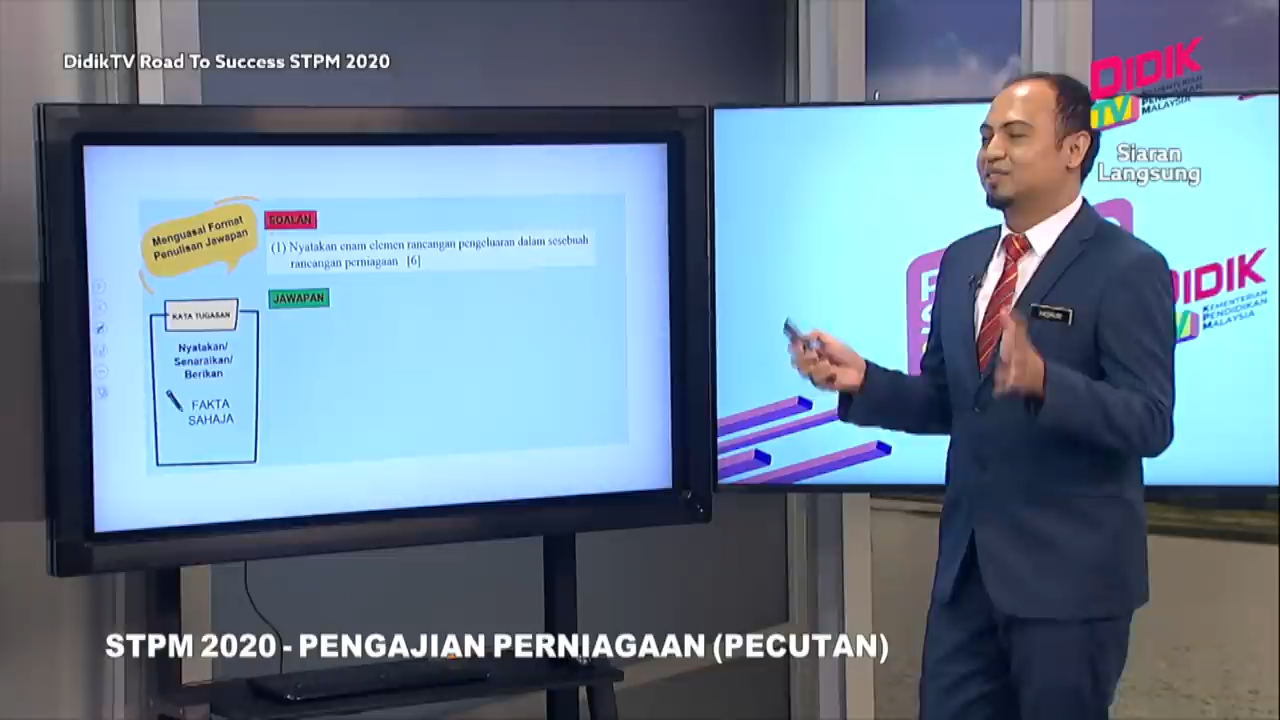 DidikTV Road To Success STPM 2020
DIDIK
TV
KEMENTERIAN
PENDIDIKAN
MALAYSIA
Siaran
Langsung
Menguasai Format
Penulisan Jawapan
SOALAN
(1) Nyatakan enam elemen rancangan pengeluaran dalam sesebuah
rancangan perniagaan [6]
JAWAPAN
KATA TUGASAN
Nyatakan/
Senaraikan/
Berikan
FAKTA
SAHAJA
DIDIK
KEMENTERIAN
PENDIDIKAN
MALAYSIA
STPM 2020 - PENGAJIAN PERNIAGAAN (PECUTAN)